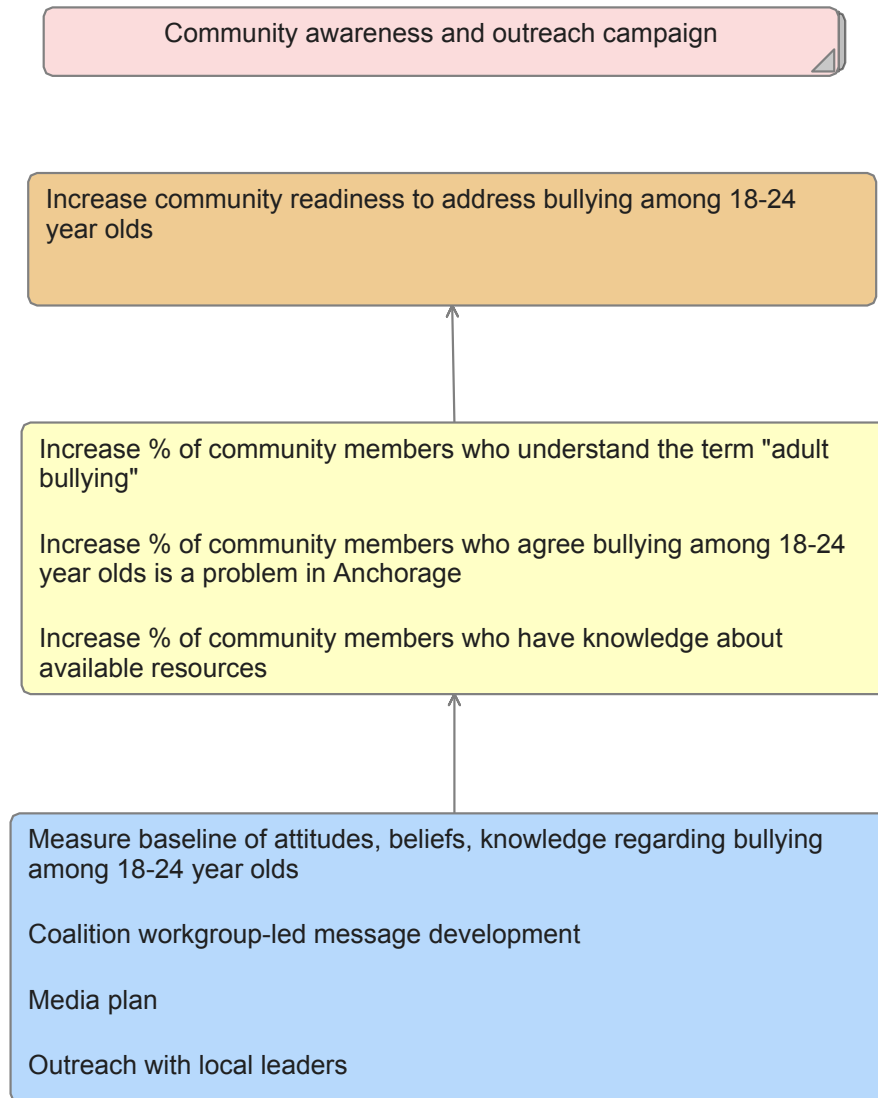 Community awareness and outreach campaign
Increase community readiness to address bullying among 18-24
year olds
Increase % of community members who understand the term "adult
bullying"
Increase % of community members who agree bullying among 18-24
year olds is a problem in Anchorage
Increase % of community members who have knowledge about
available resources
Measure baseline of attitudes, beliefs, knowledge regarding bullying
among 18-24 year olds
Coalition workgroup-led message development
Media plan
Outreach with local leaders